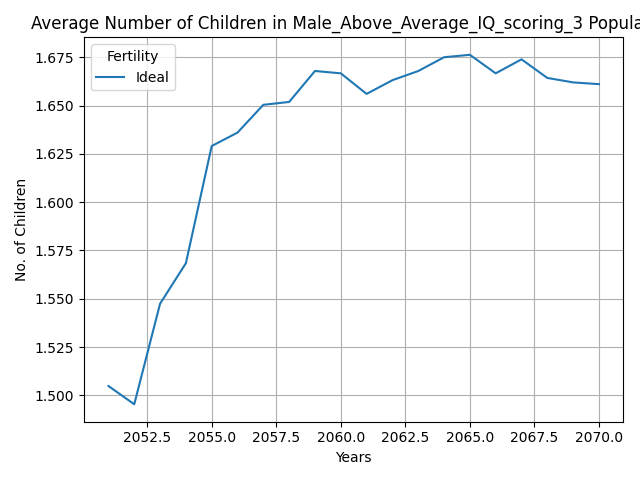 Average Number of Children in Male_Above_Average_IQ_scoring_3 Popula
Fertility
Ideal
1.675
1.650
1.625
1.600
1.575
1.550
1.525
1.500
No. of Children
2052.5 2055.0 2057.5 2060.0 2062.5 2065.0 2067.5 2070.0
Years